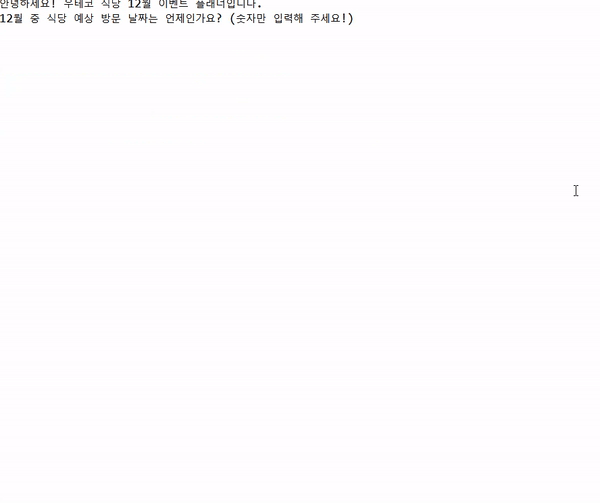 안녕하세요! 우테코 식당 12월 이벤트 플래너입니다.
12월 중 식당 예상 방문 날짜는 언제인가요? (숫자만 입력해 주세요!)